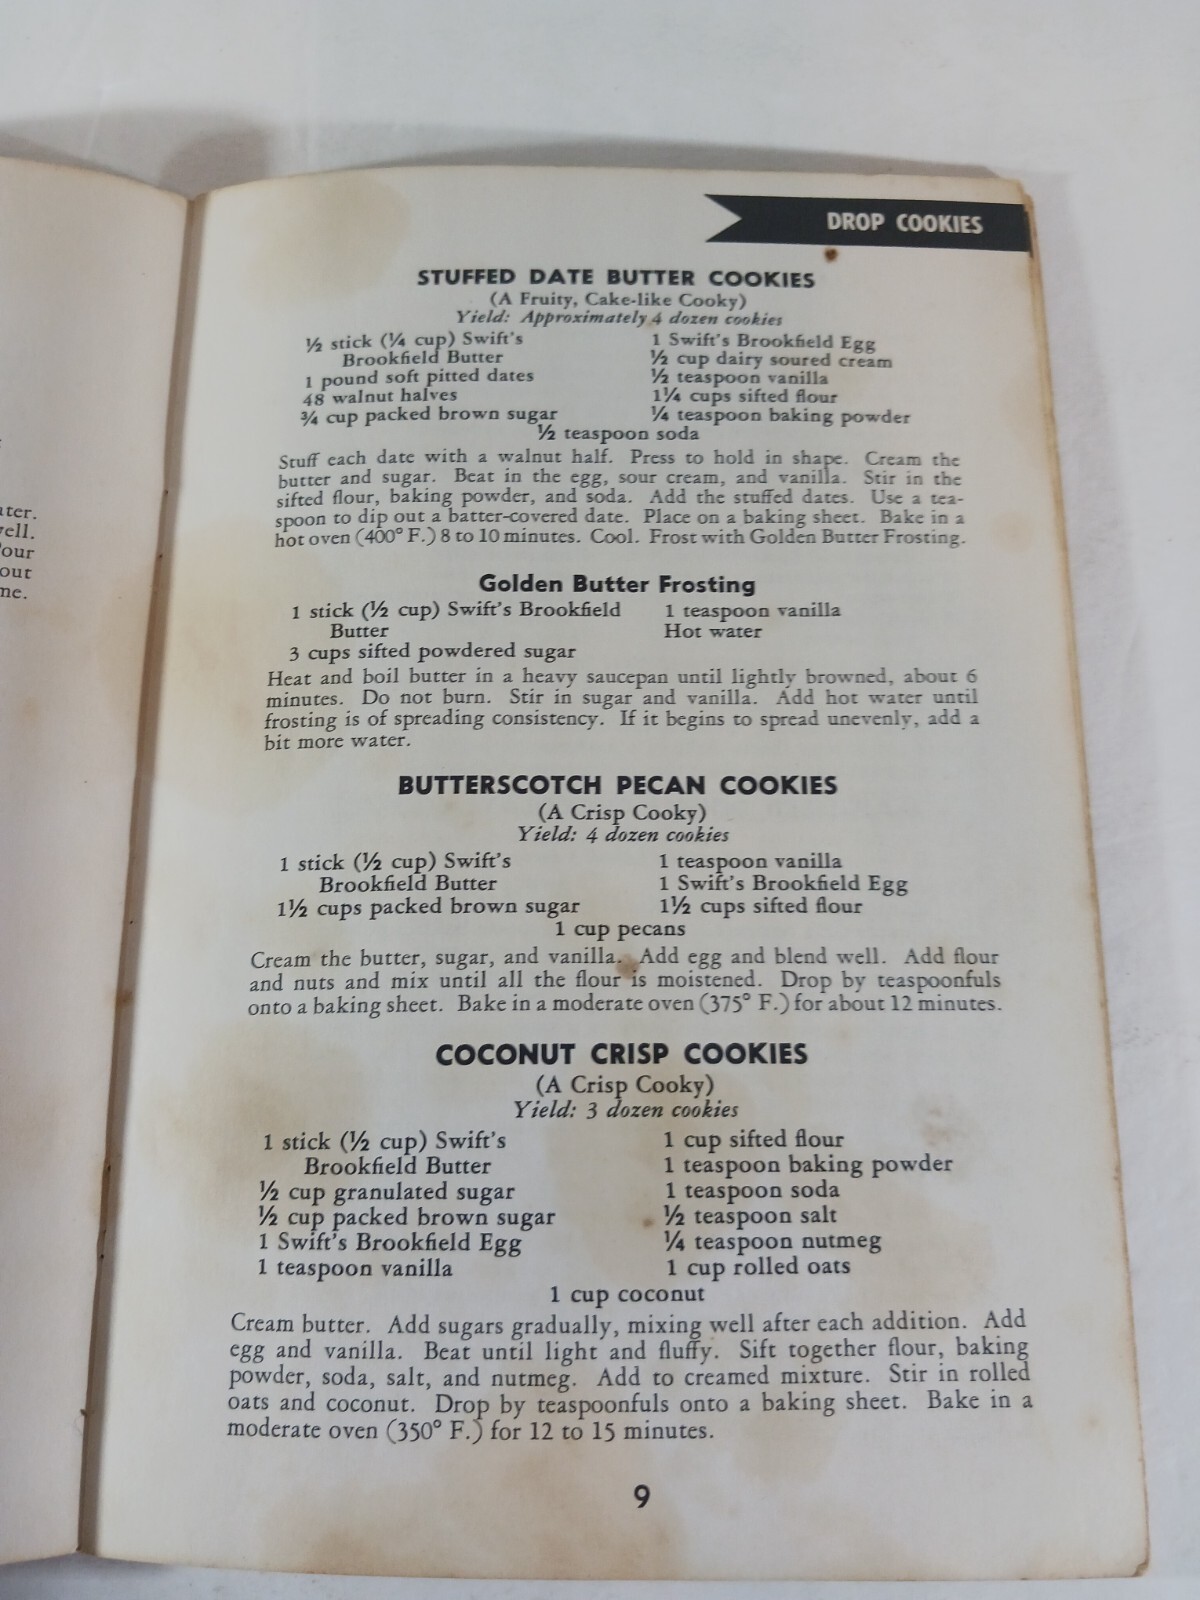 ater.
DROP COOKIES
STUFFED DATE BUTTER COOKIES
(A Fruity, Cake-like Cooky)
Yield: Approximately 4 dozen cookies
½ stick (¼ cup) Swift's
Brookfield Butter
1 pound soft pitted dates
48 walnut halves
¾ cup packed brown sugar
1 Swift's Brookfield Egg
½ cup dairy soured cream
½ teaspoon vanilla
1¼ cups sifted flour
¼ teaspoon baking powder
½ teaspoon soda
Stuff each date with a walnut half. Press to hold in shape. Cream the
butter and sugar. Beat in the egg, sour cream, and vanilla. Stir in the
sifted flour, baking powder, and soda. Add the stuffed dates. Use a tea-
spoon to dip out a batter-covered date. Place on a baking sheet. Bake in a
hot oven (400° F.) 8 to 10 minutes. Cool. Frost with Golden Butter Frosting.
Golden Butter Frosting
1 stick (½ cup) Swift's Brookfield
Butter
3 cups sifted powdered sugar
1 teaspoon vanilla
Hot water
Heat and boil butter in a heavy saucepan until lightly browned, about 6
minutes. Do not burn. Stir in sugar and vanilla. Add hot water until
frosting is of spreading consistency. If it begins to spread unevenly, add a
bit more water.
BUTTERSCOTCH PECAN COOKIES
(A Crisp Cooky)
Yield: 4 dozen cookies
1 stick (½ cup) Swift's
Brookfield Butter
1½ cups packed brown sugar
1 teaspoon vanilla
1 Swift's Brookfield Egg
1½ cups sifted flour
1 cup pecans
Cream the butter, sugar, and vanilla. Add egg and blend well. Add flour
and nuts and mix until all the flour is moistened. Drop by teaspoonfuls
onto a baking sheet. Bake in a moderate oven (375° F.) for about 12 minutes.
COCONUT CRISP COOKIES
(A Crisp Cooky)
Yield: 3 dozen cookies
1 stick (½ cup) Swift's
Brookfield Butter
½ cup granulated sugar
½ cup packed brown sugar
1 Swift's Brookfield Egg
1 teaspoon vanilla
1 cup sifted flour
1 teaspoon baking powder
1 teaspoon soda
½ teaspoon salt
¼ teaspoon nutmeg
1 cup rolled oats
1 cup coconut
Cream butter. Add sugars gradually, mixing well after each addition. Add
egg and vanilla. Beat until light and fluffy. Sift together flour, baking
powder, soda, salt, and nutmeg. Add to creamed mixture. Stir in rolled
oats and coconut. Drop by teaspoonfuls onto a baking sheet. Bake in a
moderate oven (350° F.) for 12 to 15 minutes.
9